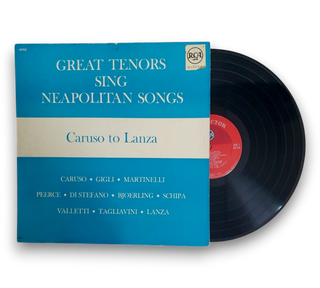 RCA
GREAT TENORS
SING
NEAPOLITAN SONGS
Caruso to Lanza
CARUSO • GIGLI • MARTINELLI
PEERCE • DI STEFANO • BJOERLING • SCHIPA
VALLETTI • TAGLIAVINI • LANZA